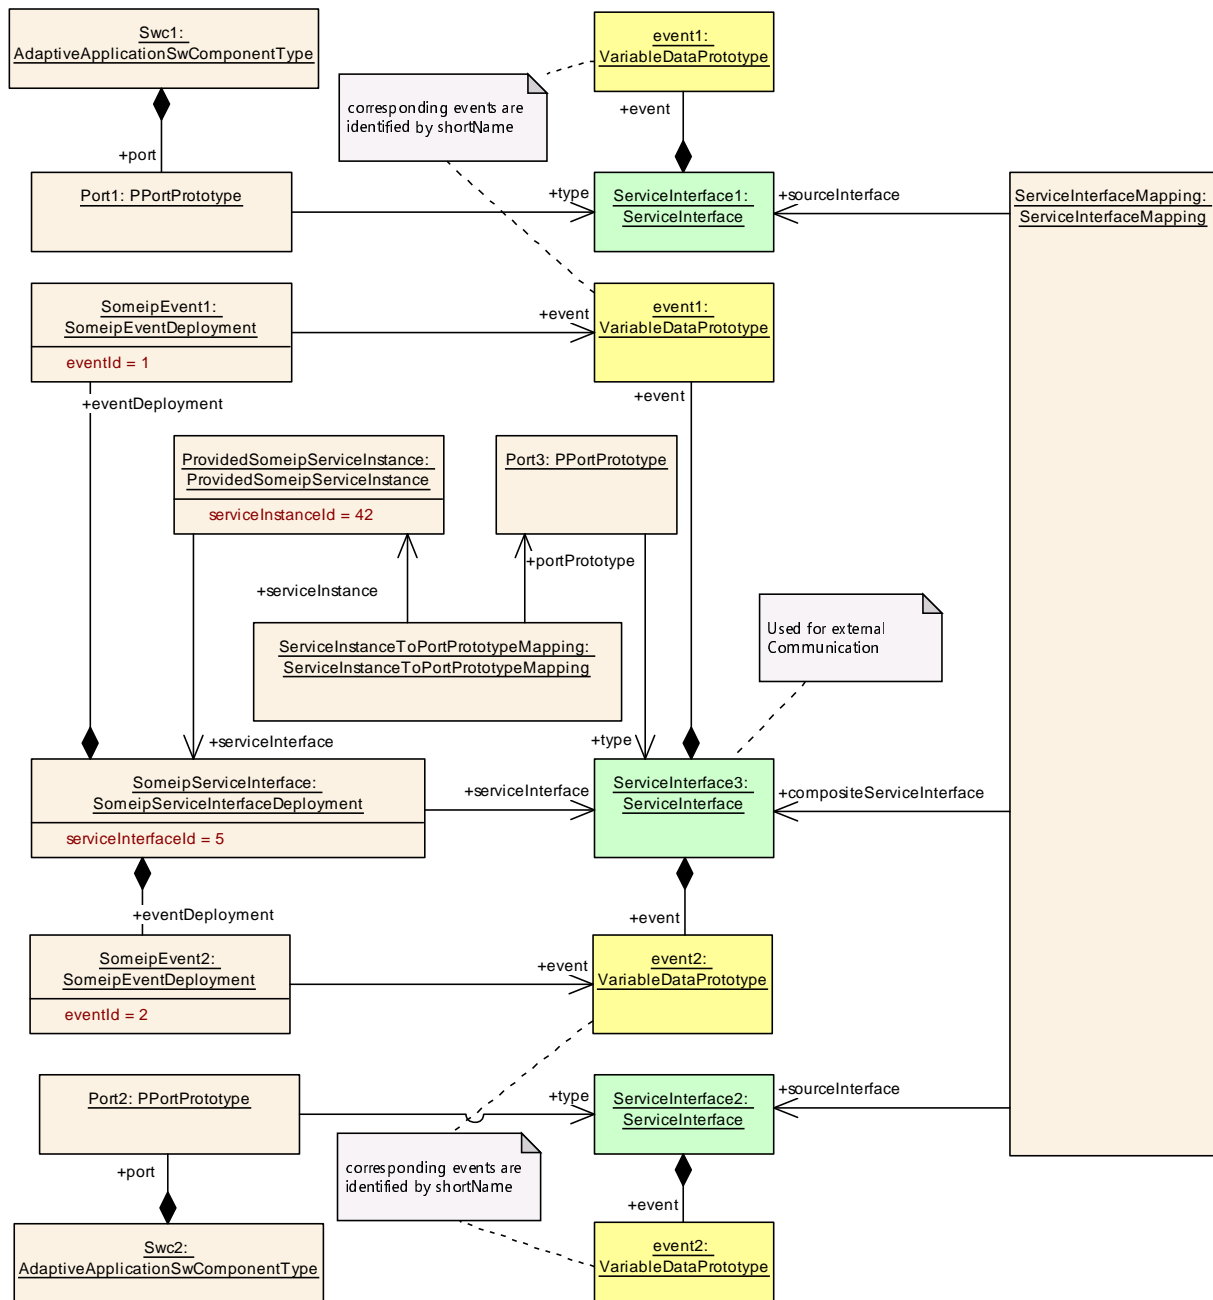 Swc1:
AdaptiveApplicationSwComponentType
event1:
VariableDataPrototype
corresponding events are
identified by shortName
+event
+port
Port1: PPortPrototype
+type
ServiceInterface1:
ServiceInterface
+sourceInterface
ServiceInterfaceMapping:
ServiceInterfaceMapping
SomeipEvent1:
SomeipEventDeployment
eventId = 1
+event
event1:
VariableDataPrototype
+eventDeployment
+event
ProvidedSomeipServiceInstance:
ProvidedSomeipServiceInstance
serviceInstanceId = 42
Port3: PPortPrototype
+portPrototype
+serviceInstance
ServiceInstanceToPortPrototypeMapping:
ServiceInstanceToPortPrototypeMapping
Used for external
Communication
+serviceInterface
+type
SomeipServiceInterface:
SomeipServiceInterfaceDeployment
serviceInterfaceId = 5
+serviceInterface
ServiceInterface3:
ServiceInterface
+compositeServiceInterface
+eventDeployment
+event
SomeipEvent2:
SomeipEventDeployment
eventId = 2
+event
event2:
VariableDataPrototype
Port2: PPortPrototype
+type
ServiceInterface2:
ServiceInterface
+sourceInterface
+port
corresponding events are
identified by shortName
+event
Swc2:
AdaptiveApplicationSwComponentType
event2:
VariableDataPrototype